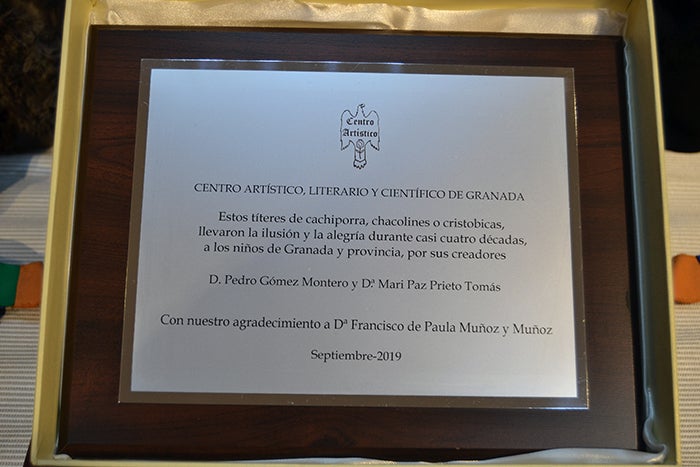 Centro
Artístico
CENTRO ARTÍSTICO, LITERARIO Y CIENTÍFICO DE GRANADA
Estos títeres de cachiporra, chacolines o cristobicas,
llevaron la ilusión y la alegría durante casi cuatro décadas,
a los niños de Granada y provincia, por sus creadores
D. Pedro Gómez Montero y D.ª Mari Paz Prieto Tomás
Con nuestro agradecimiento a Dª Francisco de Paula Muñoz y Muñoz
Septiembre-2019